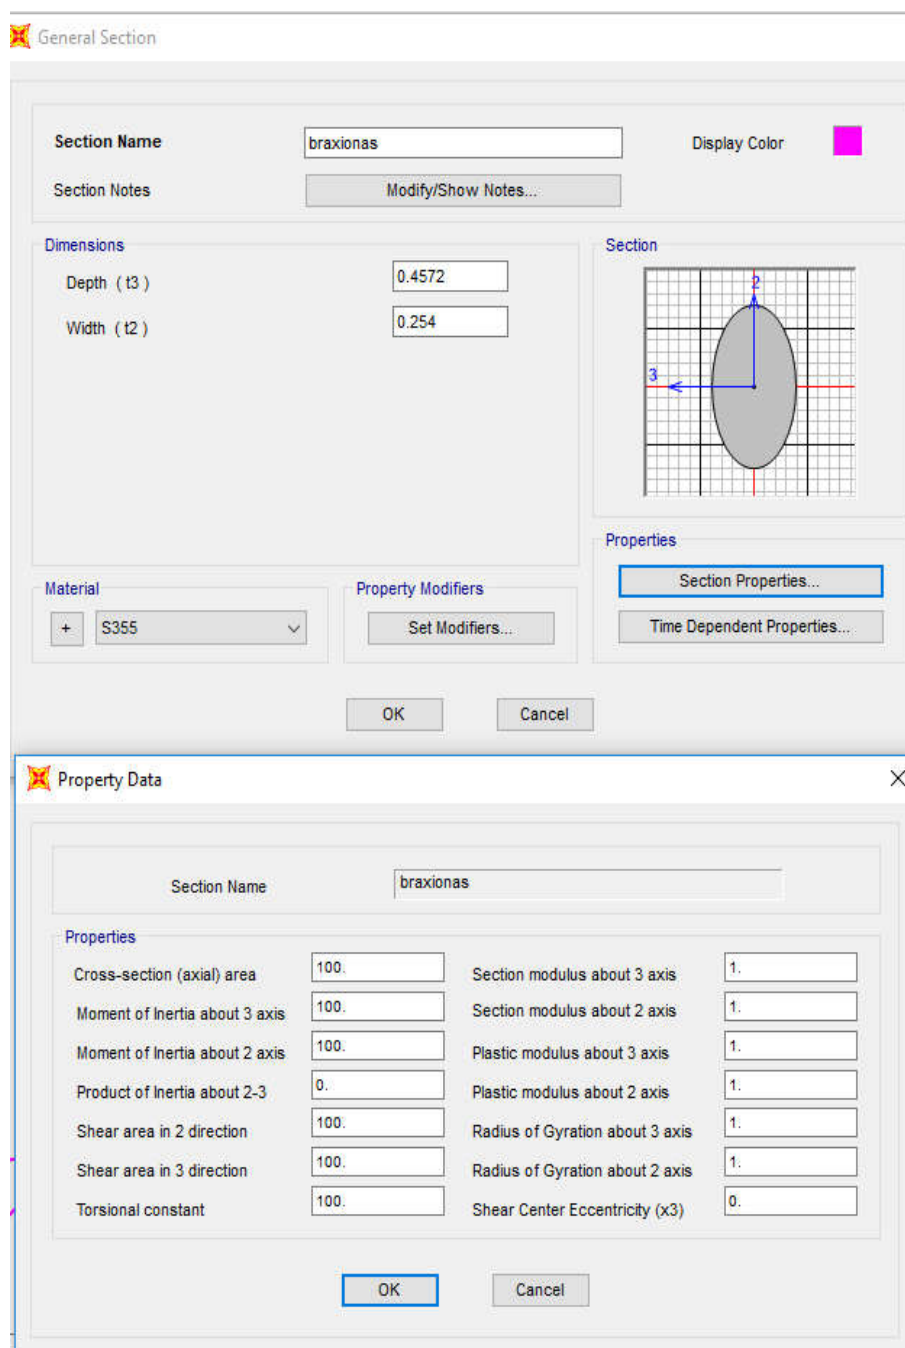 General Section
Section Name braxionas Display Color
Section Notes Modify/Show Notes...
Dimensions
Depth ( t3 ) 0.4572
Width ( t2 ) 0.254
Section
2
3
Properties
Section Properties...
Time Dependent Properties...
Material
+ S355
Property Modifiers
Set Modifiers...
OK Cancel
Property Data
Section Name braxionas
Properties
Cross-section (axial) area 100. Section modulus about 3 axis 1.
Moment of Inertia about 3 axis 100. Section modulus about 2 axis 1.
Moment of Inertia about 2 axis 100. Plastic modulus about 3 axis 1.
Product of Inertia about 2-3 0. Plastic modulus about 2 axis 1.
Shear area in 2 direction 100. Radius of Gyration about 3 axis 1.
Shear area in 3 direction 100. Radius of Gyration about 2 axis 1.
Torsional constant 100. Shear Center Eccentricity (x3) 0.
OK Cancel